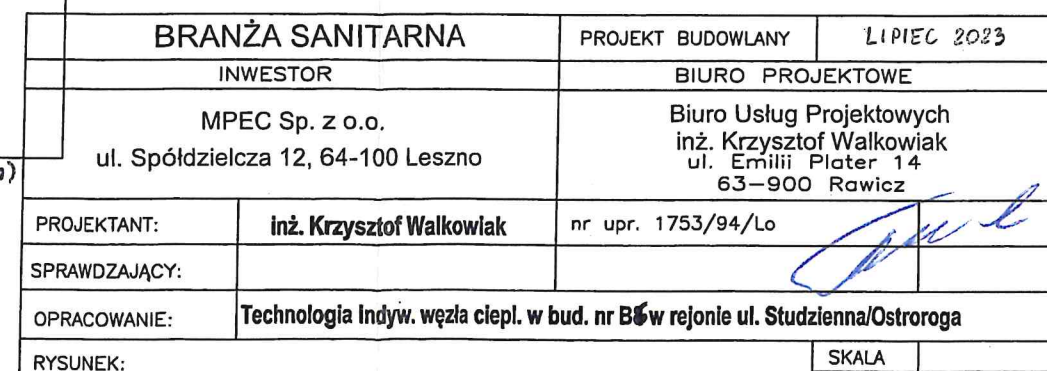 BRANŻA SANITARNA
PROJEKT BUDOWLANY
LIPIEC 2023
INWESTOR
BIURO PROJEKTOWE
MPEC Sp. z o.o.
ul. Spółdzielcza 12, 64-100 Leszno
Biuro Usług Projektowych
inż. Krzysztof Walkowiak
ul. Emilii Plater 14
63-900 Rawicz
PROJEKTANT:
inż. Krzysztof Walkowiak
nr upr. 1753/94/Lo
SPRAWDZAJĄCY:
OPRACOWANIE:
Technologia indyw. węzła ciepl. w bud. nr w rejonie ul. Studzienna/Ostroroga
RYSUNEK:
SKALA